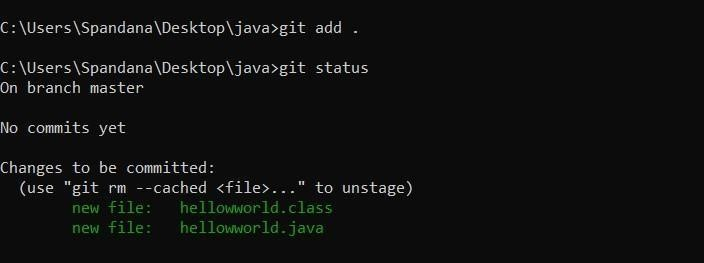 C:\Users\Spandana\Desktop\java>git add .
C:\Users\Spandana\Desktop\java>git status
On branch master
No commits yet
Changes to be committed:
(use "git rm --cached <file>..." to unstage)
new file: hellowworld.class
new file: hellowworld.java